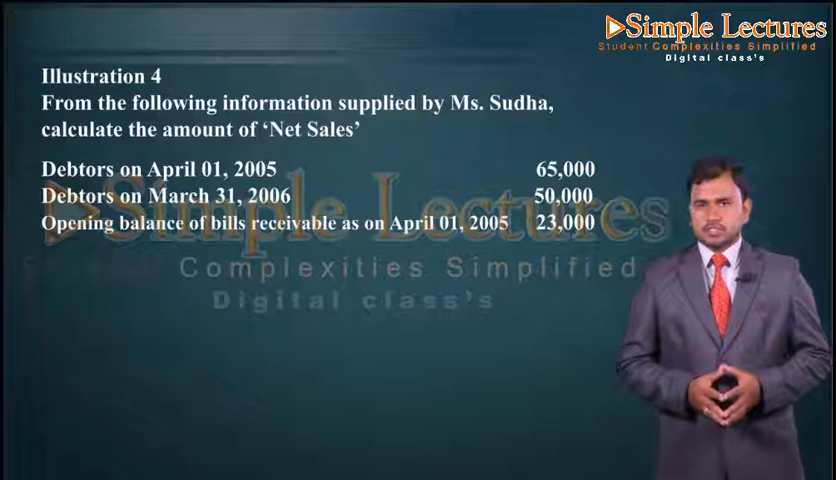 Simple Lectures
Student Complexities Simplified
Digital class's
Illustration 4
From the following information supplied by Ms. Sudha,
calculate the amount of ‘Net Sales’
Debtors on April 01, 2005 65,000
Debtors on March 31, 2006 50,000
Opening balance of bills receivable as on April 01, 2005 23,000
Simple Lectures
Complexities Simplified
Digital class's